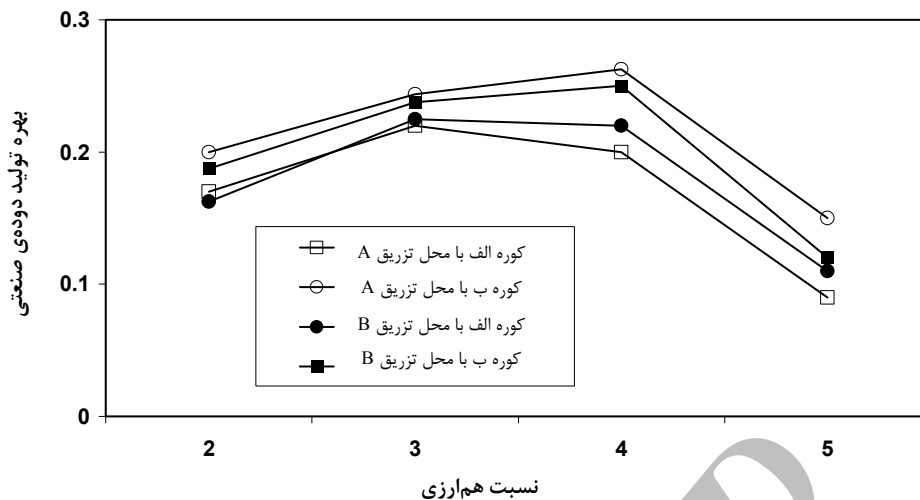 0.3
0.2
0.1
0
بهره تولید دوده‌ی صنعتی
کوره الف با محل تزریق A
کوره ب با محل تزریق A
کوره الف با محل تزریق B
کوره ب با محل تزریق B
2 3 4 5
نسبت هم‌ارزی